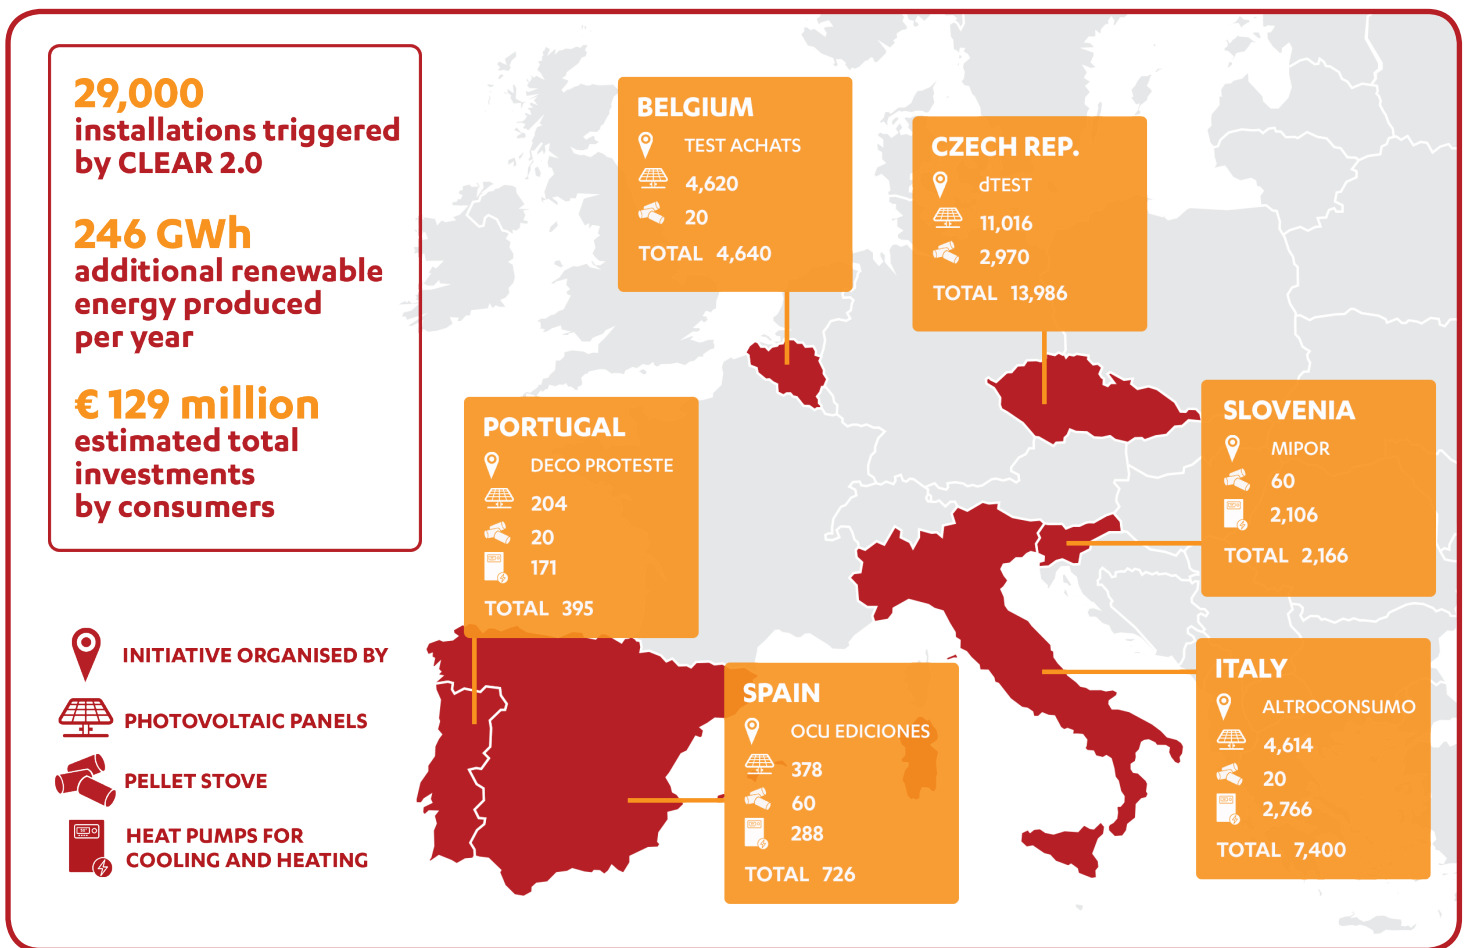 29,000
installations triggered
by CLEAR 2.0
246 GWh
additional renewable
energy produced
per year
€ 129 million
estimated total
investments
by consumers
INITIATIVE ORGANISED BY
PHOTOVOLTAIC PANELS
PELLET STOVE
HEAT PUMPS FOR
COOLING AND HEATING
BELGIUM
TEST ACHATS
4,620
20
TOTAL 4,640
CZECH REP.
dTEST
11,016
2,970
TOTAL 13,986
PORTUGAL
DECO PROTESTE
204
20
171
TOTAL 395
SLOVENIA
MIPOR
60
2,106
TOTAL 2,166
SPAIN
OCU EDICIONES
378
60
288
TOTAL 726
ITALY
ALTROCONSUMO
4,614
20
2,766
TOTAL 7,400